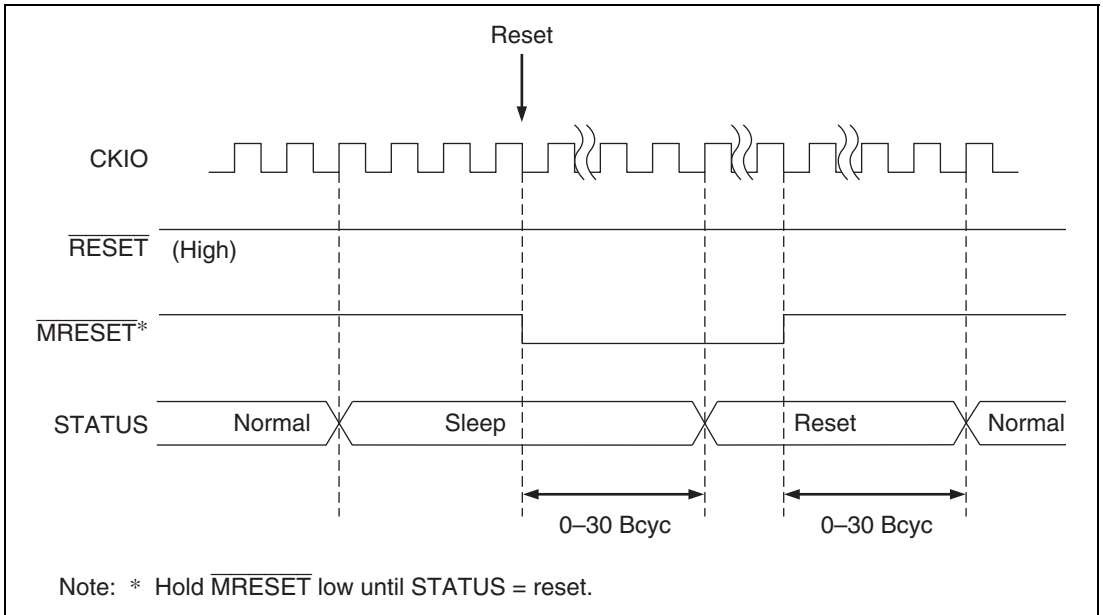 Reset
CKIO
RESET (High)
MRESET*
STATUS Normal Sleep Reset Normal
0–30 Bcyc 0–30 Bcyc
Note: * Hold MRESET low until STATUS = reset.